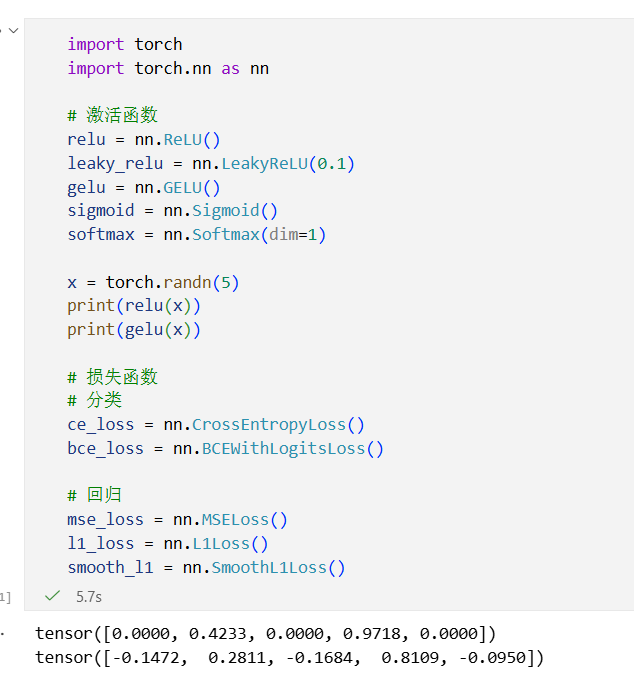 import torch
import torch.nn as nn
# 激活函数
relu = nn.ReLU()
leaky_relu = nn.LeakyReLU(0.1)
gelu = nn.GELU()
sigmoid = nn.Sigmoid()
softmax = nn.Softmax(dim=1)
x = torch.randn(5)
print(relu(x))
print(gelu(x))
# 损失函数
# 分类
ce_loss = nn.CrossEntropyLoss()
bce_loss = nn.BCEWithLogitsLoss()
# 回归
mse_loss = nn.MSELoss()
l1_loss = nn.L1Loss()
smooth_l1 = nn.SmoothL1Loss()
1] 5.7s
tensor([0.0000, 0.4233, 0.0000, 0.9718, 0.0000])
tensor([-0.1472,  0.2811, -0.1684,  0.8109, -0.0950])